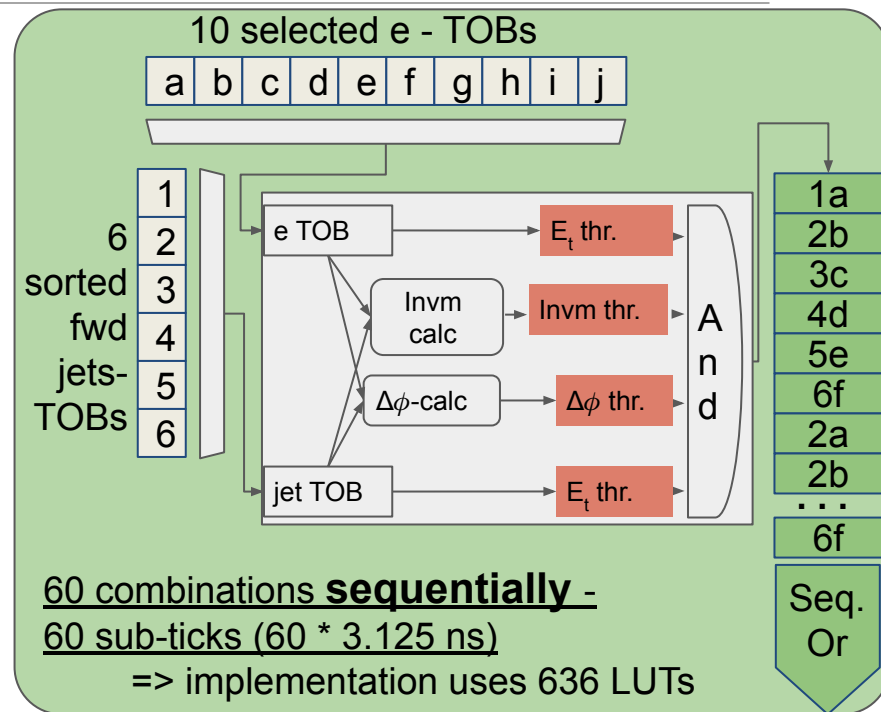 10 selected e - TOBs
a b c d e f g h i j
6
sorted
fwd
jets-
TOBs
1
2
3
4
5
6
e TOB
E_t thr.
Invm
calc
Invm thr.
Δϕ-calc
Δϕ thr.
jet TOB
E_t thr.
A
n
d
1a
2b
3c
4d
5e
6f
2a
2b
...
6f
Seq.
Or
60 combinations sequentially -
60 sub-ticks (60 * 3.125 ns)
=> implementation uses 636 LUTs